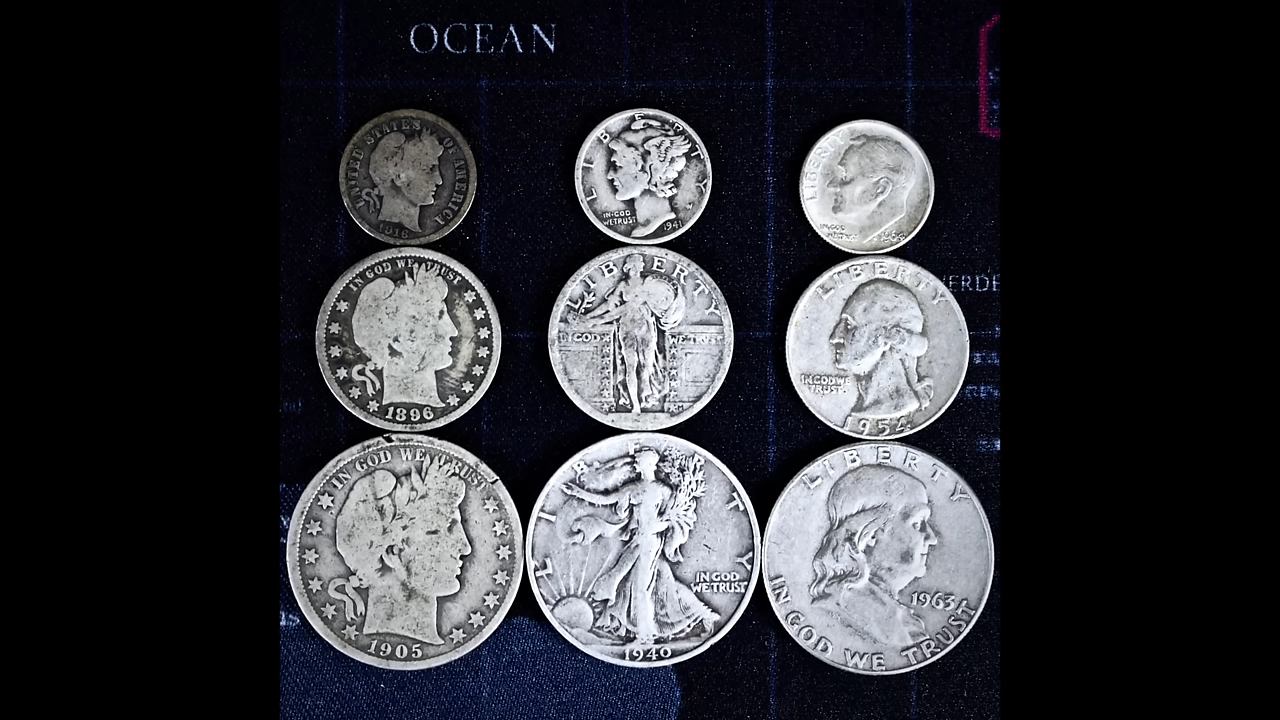 OCEAN
UNITED STATES OF AMERICA
LIBERTY
IN GOD
WE TRUST
1941
LIBERTY
IN GOD
WE TRUST
IN GOD WE TRUST
1896
LIBERTY
IN GOD WE TRUST
LIBERTY
IN GOD WE
TRUST
1954
IN GOD WE TRUST
1905
LIBERTY
IN GOD
WE TRUST
1940
LIBERTY
1963
IN GOD WE TRUST